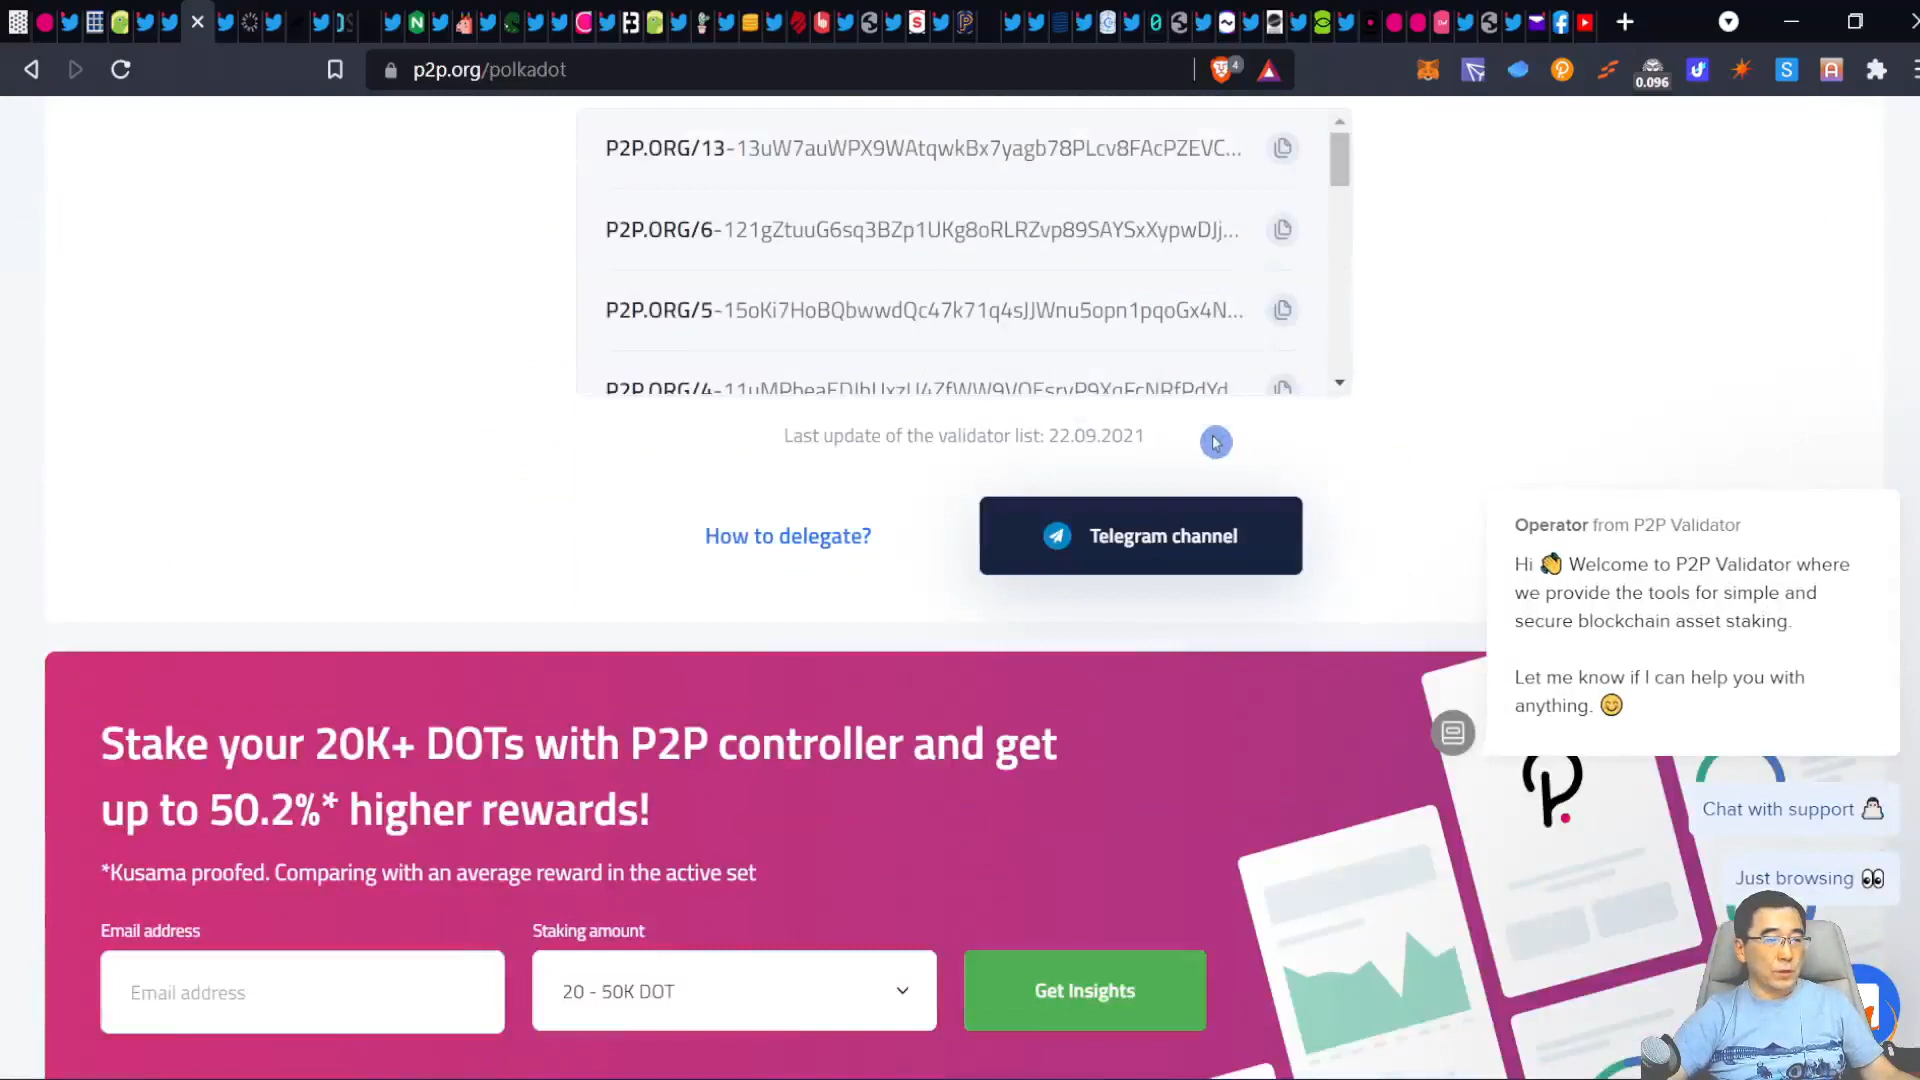 p2p.org/polkadot
4
0.096
P2P.ORG/13-13uW7auWPX9WAtqwkBx7yagb78PLcv8FAcPZEVC...
P2P.ORG/6-121gZtuuG6sq3BZp1UKg8oRLRZvp89SAYSxXypwDJj...
P2P.ORG/5-15oKi7HoBQbwwdQc47k71q4sJJWnu5opn1pqoGx4N...
P2P.ORG/4-
Last update of the validator list: 22.09.2021
How to delegate?
Telegram channel
Operator from P2P Validator
Hi 👏 Welcome to P2P Validator where
we provide the tools for simple and
secure blockchain asset staking.
Let me know if I can help you with
anything. 😊
Chat with support
Just browsing 👀
Stake your 20K+ DOTs with P2P controller and get
up to 50.2%* higher rewards!
*Kusama proofed. Comparing with an average reward in the active set
Email address
Staking amount
Email address
20 - 50K DOT
Get Insights